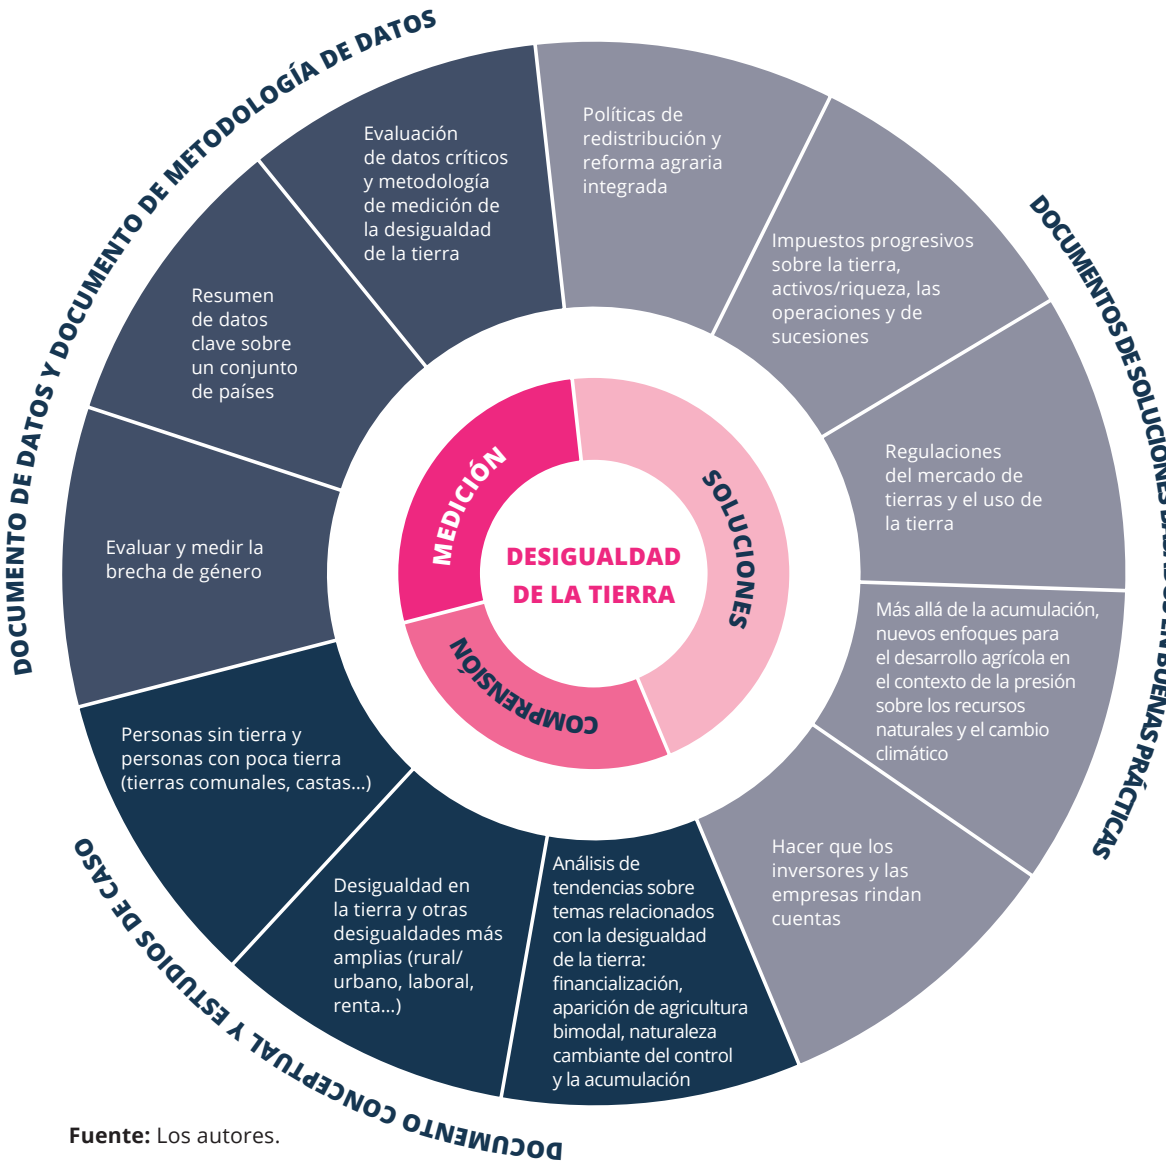 DOCUMENTO DE DATOS Y DOCUMENTO DE METODOLOGÍA DE DATOS
Evaluación
de datos críticos
y metodología
de medición de
la desigualdad
de la tierra
Resumen
de datos
clave sobre
un conjunto
de países
Evaluar y medir la
brecha de género
DOCUMENTOS DE SOLUCIONES BASADOS EN BUENAS PRÁCTICAS
Políticas de
redistribución y
reforma agraria
integrada
Impuestos progresivos
sobre la tierra,
activos/riqueza, las
operaciones y de
sucesiones
Regulaciones
del mercado de
tierras y el uso de
la tierra
Más allá de la acumulación,
nuevos enfoques para
el desarrollo agrícola en
el contexto de la presión
sobre los recursos
naturales y el cambio
climático
Hacer que los
inversores y las
empresas rindan
cuentas
DOCUMENTO CONCEPTUAL Y ESTUDIOS DE CASO
Personas sin tierra y
personas con poca tierra
(tierras comunales, castas...)
Desigualdad en
la tierra y otras
desigualdades más
amplias (rural/
urbano, laboral,
renta...)
Análisis de
tendencias sobre
temas relacionados
con la desigualdad
de la tierra:
financialización,
aparición de agricultura
bimodal, naturaleza
cambiante del control
y la acumulación
MEDICIÓN
SOLUCIONES
COMPRENSIÓN
DESIGUALDAD
DE LA TIERRA
Fuente: Los autores.